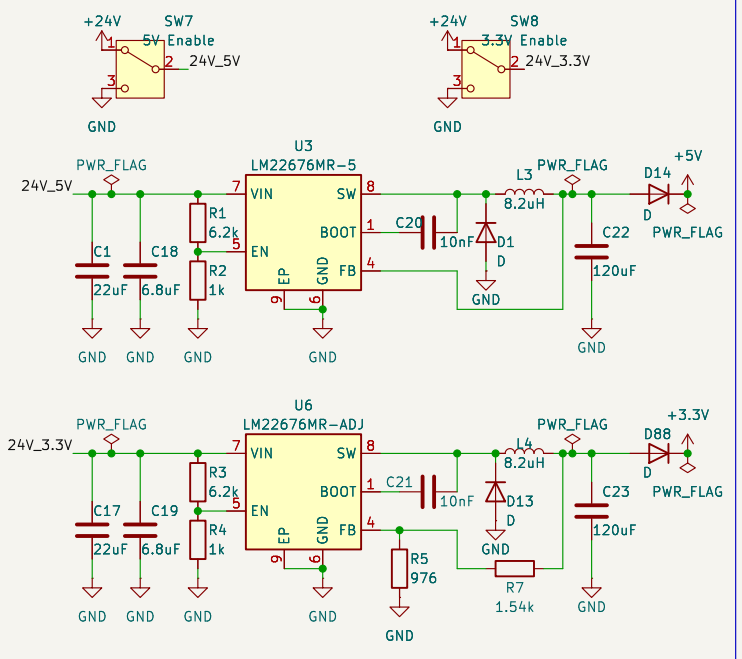 +24V
SW7
5V Enable
1
2
24V_5V
3
GND
+24V
SW8
3.3V Enable
1
2
24V_3.3V
3
GND
U3
LM22676MR-5
PWR_FLAG
24V_5V
7
VIN
SW
8
R1
6.2k
5
EN
BOOT
1
C20
10nF
FB
4
EP
GND
9
6
C1
22uF
C18
6.8uF
R2
1k
GND
GND
GND
GND
D1
D
GND
L3
8.2uH
PWR_FLAG
C22
120uF
GND
D14
D
+5V
PWR_FLAG
U6
LM22676MR-ADJ
PWR_FLAG
24V_3.3V
7
VIN
SW
8
R3
6.2k
5
EN
BOOT
1
C21
10nF
FB
4
EP
GND
9
6
C17
22uF
C19
6.8uF
R4
1k
GND
GND
GND
GND
R5
976
GND
D13
D
GND
L4
8.2uH
R7
1.54k
PWR_FLAG
C23
120uF
GND
D88
D
+3.3V
PWR_FLAG